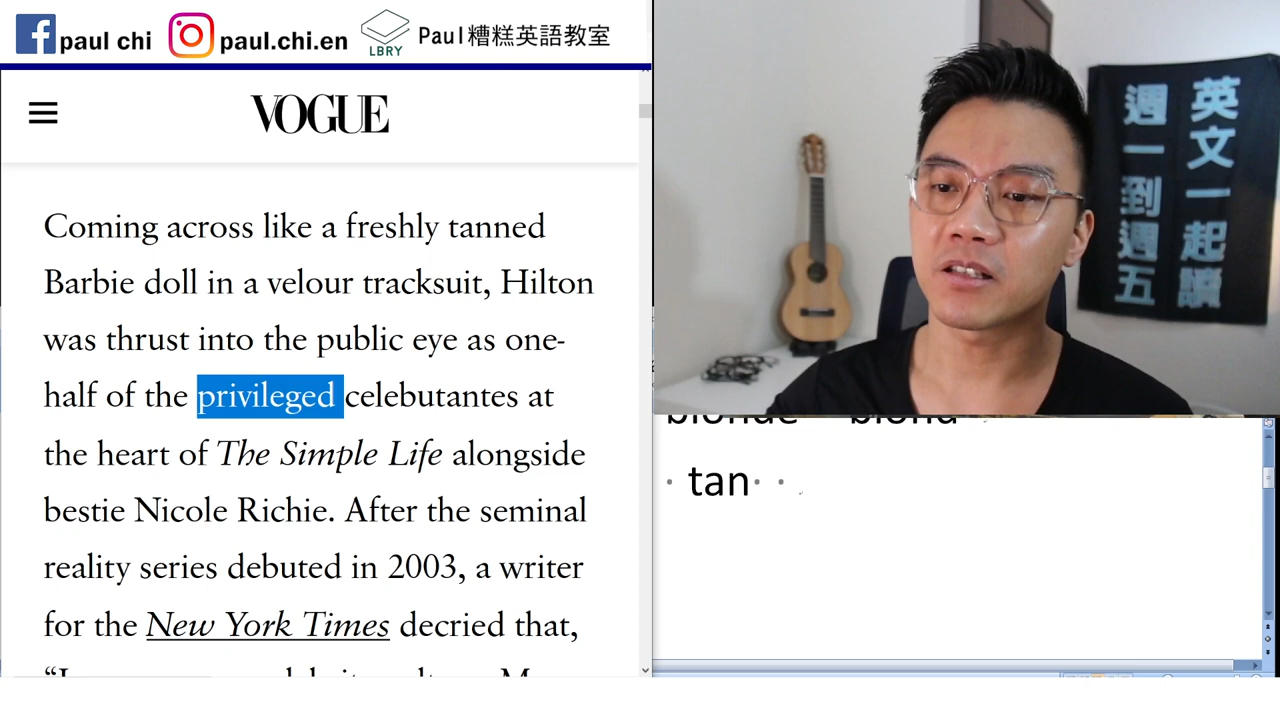 paul chi paul.chi.en LBRY Paul糟糕英語教室
VOGUE
Coming across like a freshly tanned
Barbie doll in a velour tracksuit, Hilton
was thrust into the public eye as one-
half of the privileged celebutantes at
the heart of The Simple Life alongside
bestie Nicole Richie. After the seminal
reality series debuted in 2003, a writer
for the New York Times decried that,
英文一起讀
週一到週五
blonde blond
tan